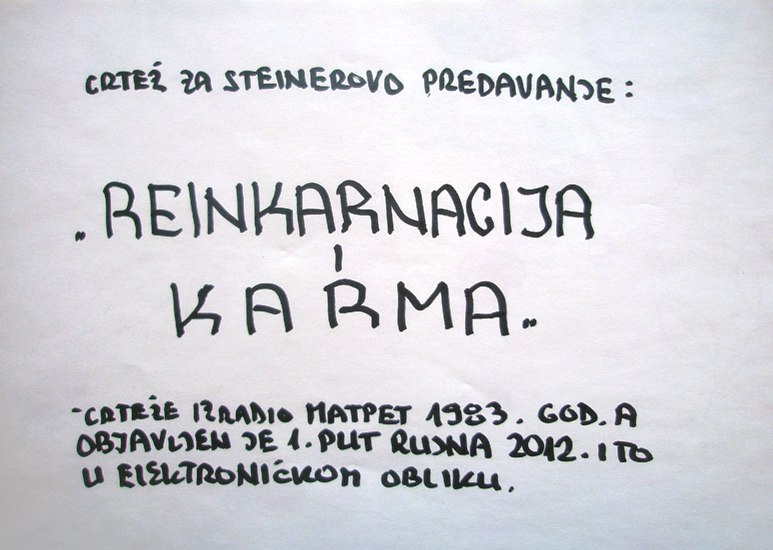 CRTEŽ ZA STEINEROVO PREDAVANJE :
„REINKARNACIJA
I
KARMA„
-CRTEŽE IZRADIO MATPET 1983. GOD. A
OBJAVLJEN JE 1. PUT RUJNA 2012. I TO
U ELEKTRONIČKOM OBLIKU.